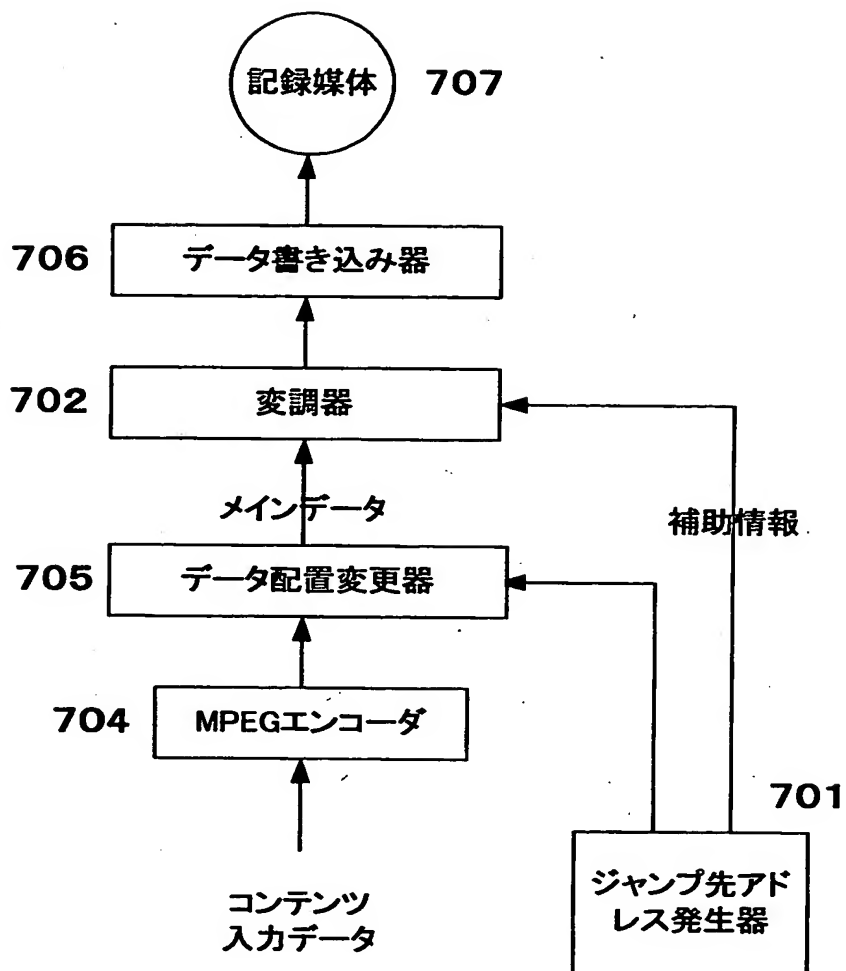 記録媒体 707
706 データ書き込み器
702 変調器
メインデータ
補助情報
705 データ配置変更器
704 MPEGエンコーダ
701
ジャンプ先アド
レス発生器
コンテンツ
入力データ